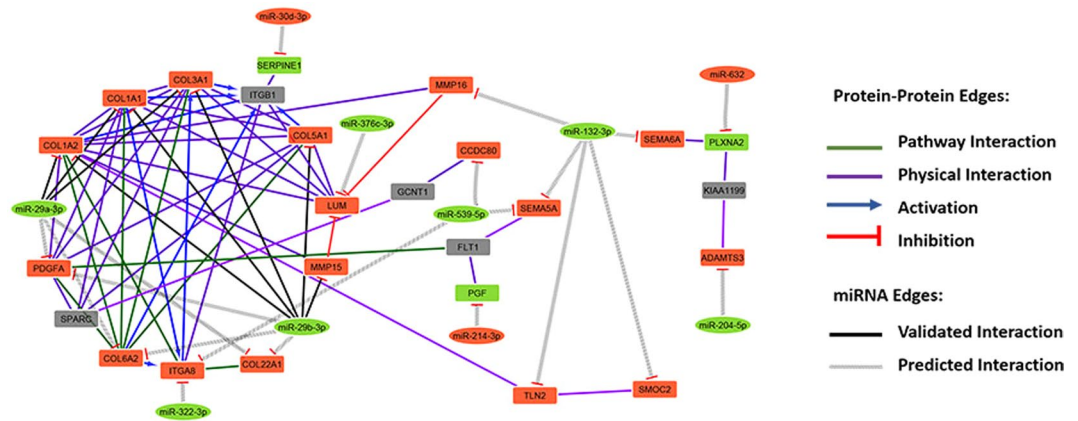 miR-30d-3p
SERPINE1
COL3A1
ITGB1
COL1A1
MMP16
miR-632
miR-376c-3p
miR-132-3p
COL5A1
COL1A2
SEMA6A
PLXNA2
CCDC80
GCNT1
KIAA1199
LUM
miR-29a-3p
miR-539-5p
SEMA5A
FLT1
ADAMTS3
PDGFA
MMP15
PGF
SPARC
miR-29b-3p
miR-204-5p
miR-214-3p
COL6A2
ITGA8
COL22A1
TLN2
SMOC2
miR-322-3p
Protein-Protein Edges:
Pathway Interaction
Physical Interaction
Activation
Inhibition
miRNA Edges:
Validated Interaction
Predicted Interaction